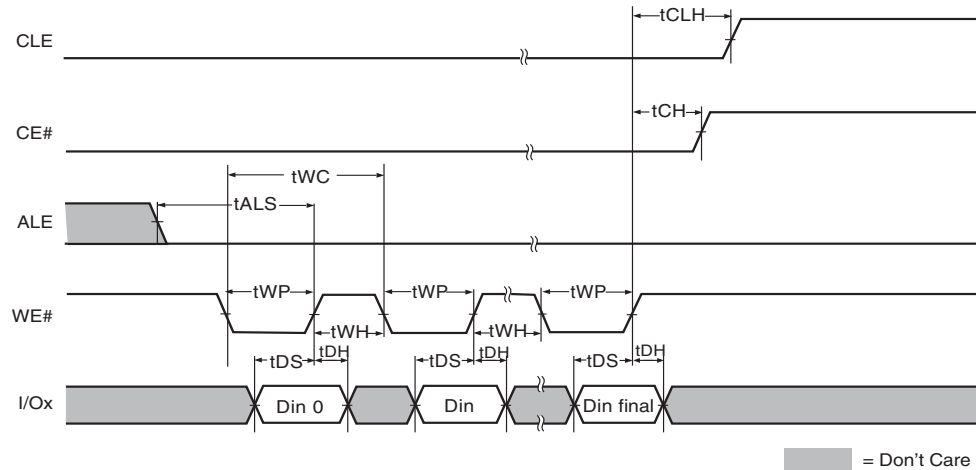 tCLH
CLE
tCH
CE#
tWC
tALS
ALE
tWP tWP tWP
WE#
tWH tWH
tDS tDH tDS tDH tDS tDH
I/Ox Din 0 Din Din final
= Don't Care